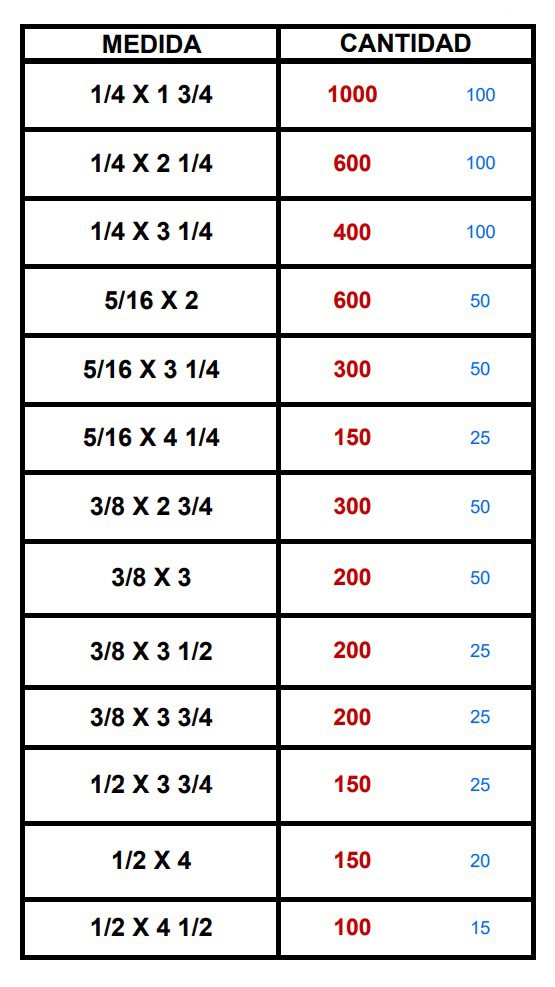 MEDIDA CANTIDAD
1/4 X 1 3/4 1000 100
1/4 X 2 1/4 600 100
1/4 X 3 1/4 400 100
5/16 X 2 600 50
5/16 X 3 1/4 300 50
5/16 X 4 1/4 150 25
3/8 X 2 3/4 300 50
3/8 X 3 200 50
3/8 X 3 1/2 200 25
3/8 X 3 3/4 200 25
1/2 X 3 3/4 150 25
1/2 X 4 150 20
1/2 X 4 1/2 100 15